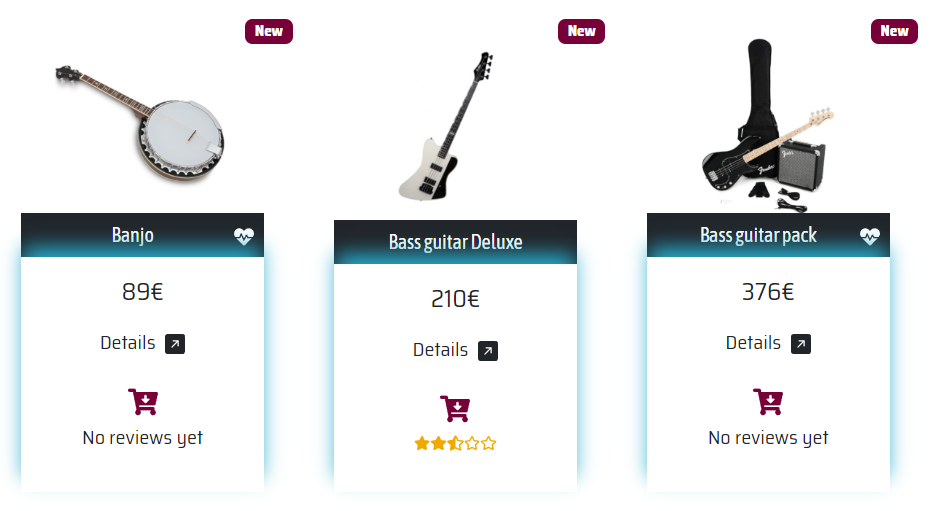 New
New
New
Banjo
Bass guitar Deluxe
Bass guitar pack
89€
210€
376€
Details
Details
Details
No reviews yet
No reviews yet